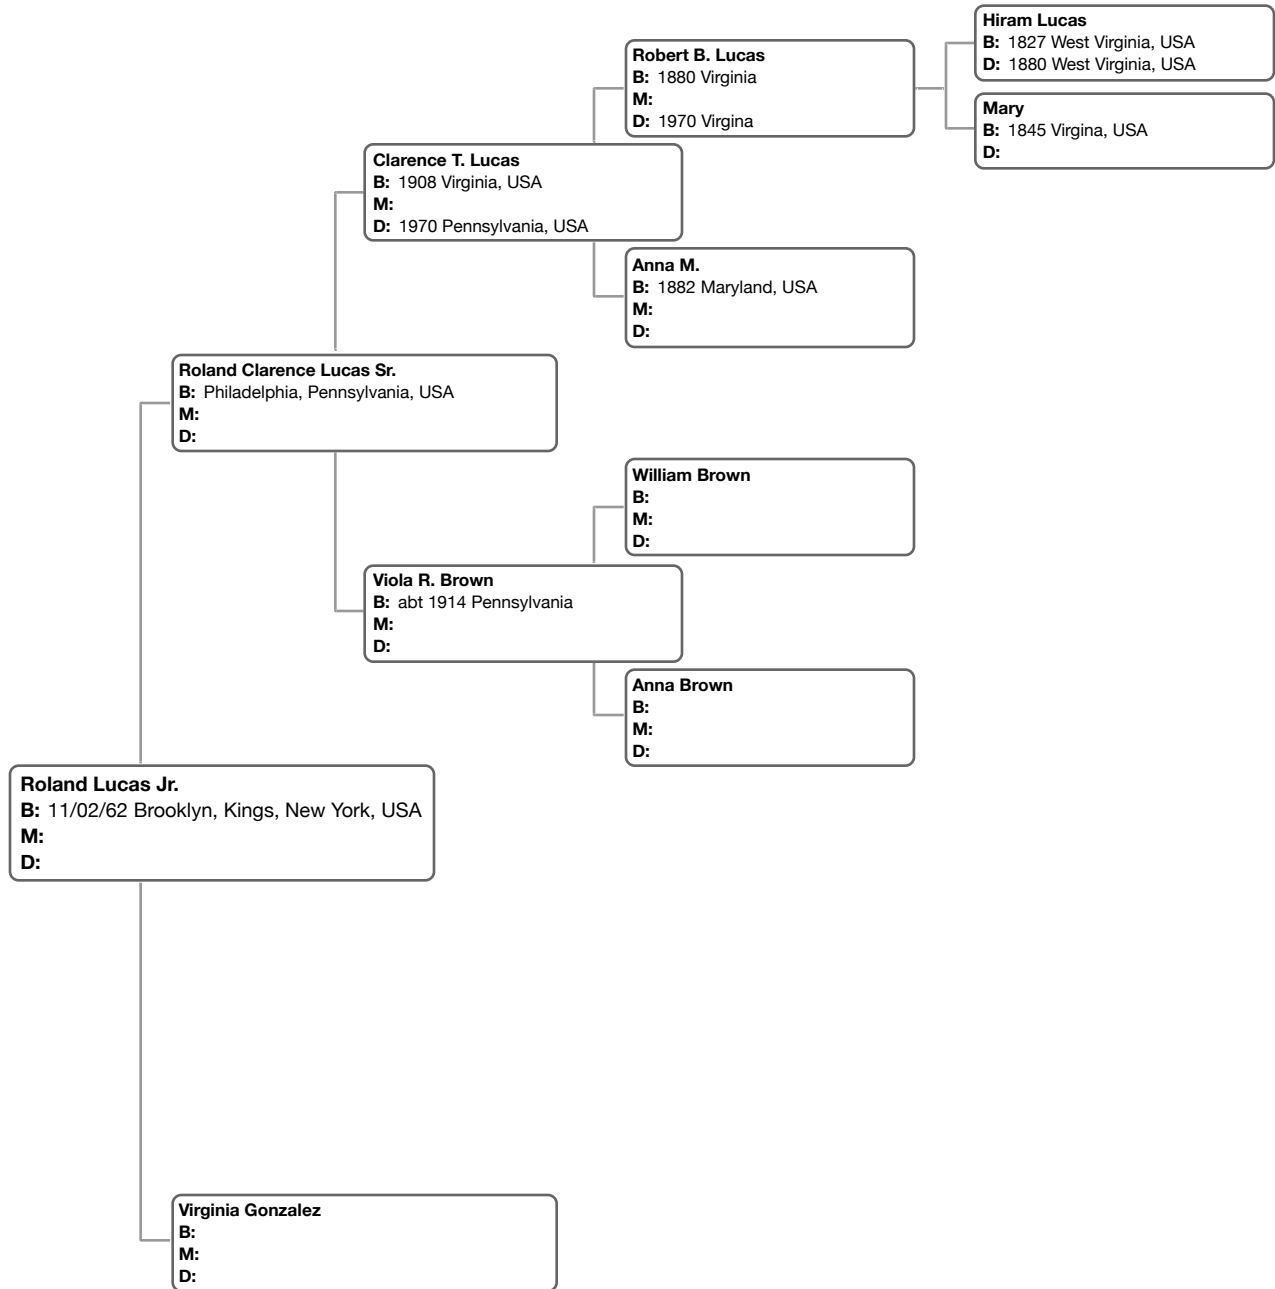 Hiram Lucas
B: 1827 West Virginia, USA
D: 1880 West Virginia, USA
Robert B. Lucas
B: 1880 Virginia
M:
D: 1970 Virgina
Mary
B: 1845 Virgina, USA
D:
Clarence T. Lucas
B: 1908 Virginia, USA
M:
D: 1970 Pennsylvania, USA
Anna M.
B: 1882 Maryland, USA
M:
D:
Roland Clarence Lucas Sr.
B: Philadelphia, Pennsylvania, USA
M:
D:
William Brown
B:
M:
D:
Viola R. Brown
B: abt 1914 Pennsylvania
M:
D:
Anna Brown
B:
M:
D:
Roland Lucas Jr.
B: 11/02/62 Brooklyn, Kings, New York, USA
M:
D:
Virginia Gonzalez
B:
M:
D: